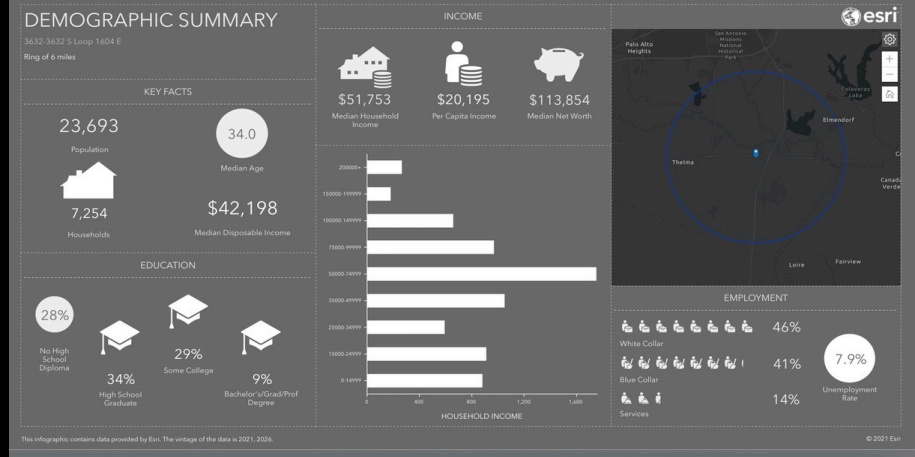 DEMOGRAPHIC SUMMARY
3632-3632 S Loop 1604 E
Ring of 6 miles
KEY FACTS
23,693
Population
34.0
Median Age
7,254
Households
$42,198
Median Disposable Income
EDUCATION
28%
No High
School
Diploma
34%
High School
Graduate
29%
Some College
9%
Bachelor's/Grad/Prof
Degree
INCOME
$51,753
Median Household
Income
$20,195
Per Capita Income
$113,854
Median Net Worth
200000+
150000-199999
100000-149999
75000-99999
50000-74999
35000-49999
25000-34999
15000-24999
0-14999
0 400 800 1,200 1,600
HOUSEHOLD INCOME
esri
San Antonio
Missions
National
Historical
Park
Palo Alto
Heights
Calaveras
Lake
Elmendorf
Thelma
Canad
Verde
Loire
Fairview
EMPLOYMENT
46%
White Collar
41%
Blue Collar
14%
Services
7.9%
Unemployment
Rate
This infographic contains data provided by Esri. The vintage of the data is 2021, 2026.
© 2021 Esri